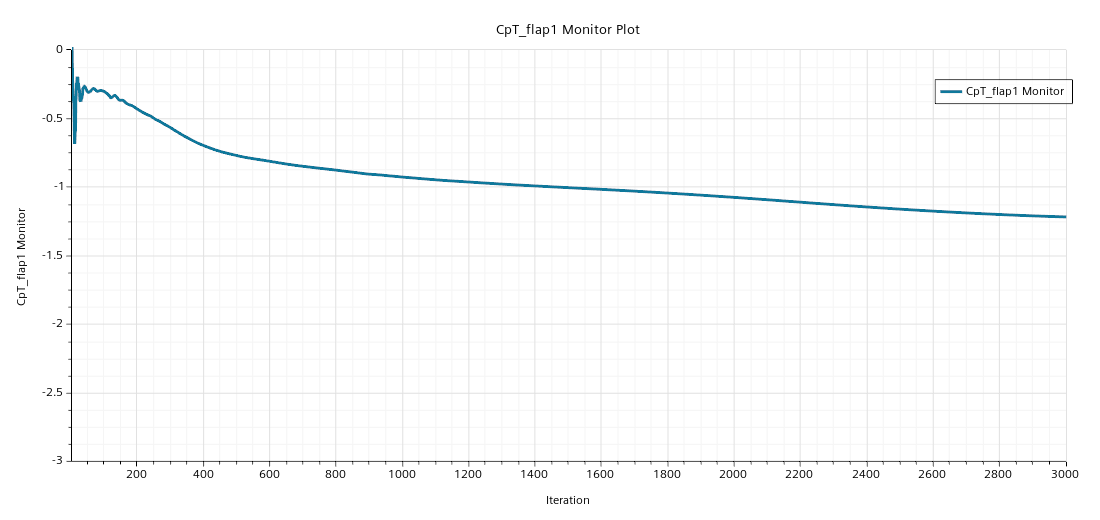 CpT_flap1 Monitor Plot
CpT_flap1 Monitor
CpT_flap1 Monitor
0
-0.5
-1
-1.5
-2
-2.5
-3
200 400 600 800 1000 1200 1400 1600 1800 2000 2200 2400 2600 2800 3000
Iteration